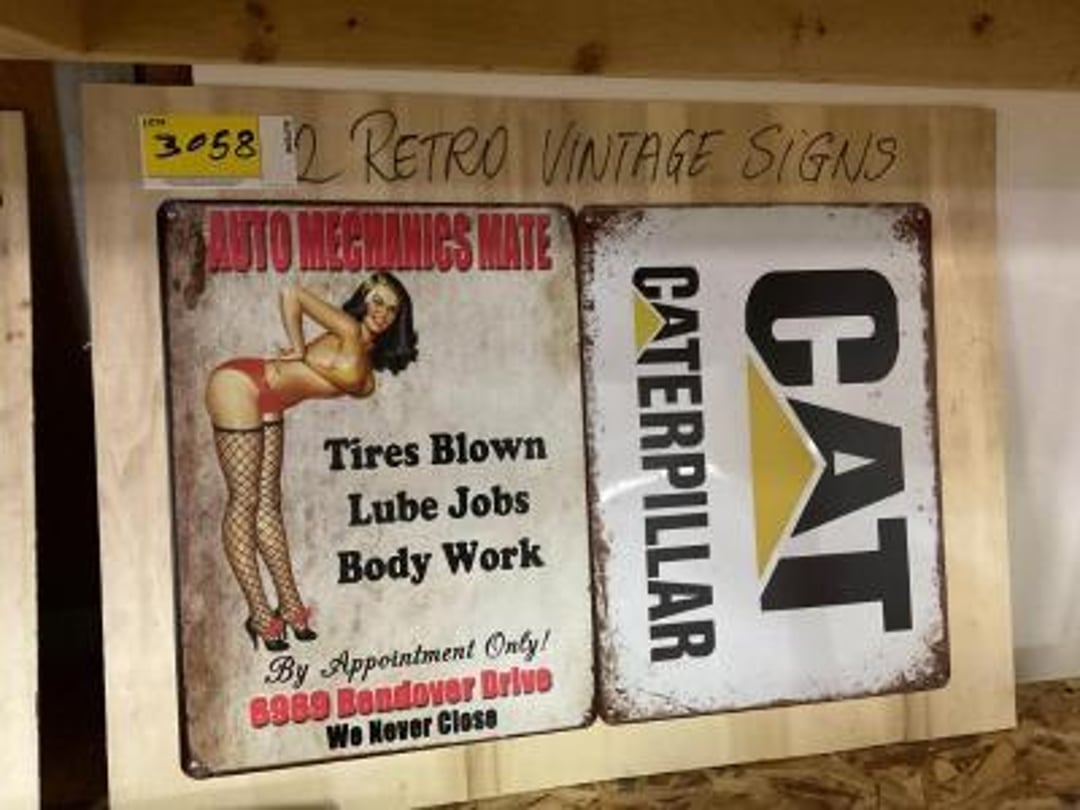 LOT#
3058
2 RETRO VINTAGE SIGNS
AUTO MECHANICS MATE
Tires Blown
Lube Jobs
Body Work
By Appointment Only!
6969 Bendover Drive
We Never Close
CAT
CATERPILLAR